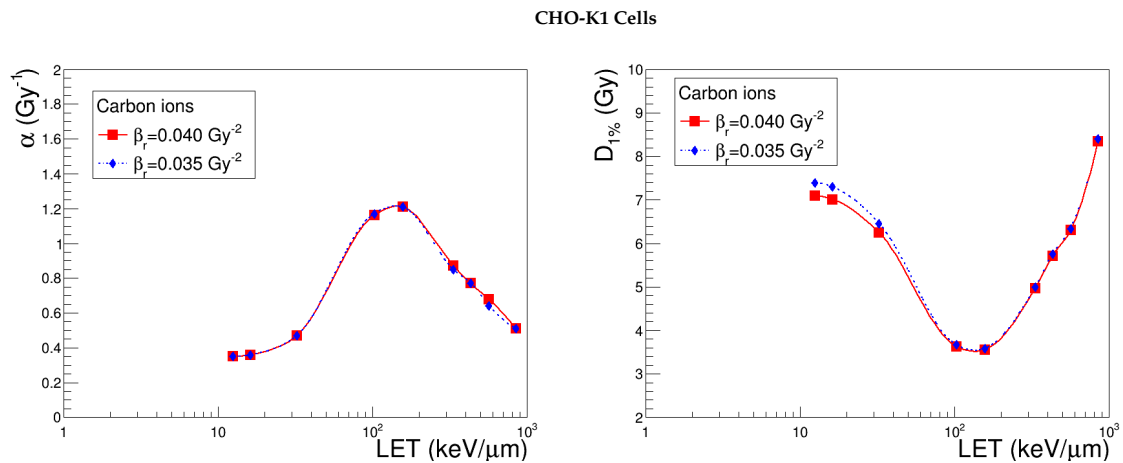 CHO-K1 Cells
α (Gy⁻¹)
2
1.8
1.6
1.4
1.2
1
0.8
0.6
0.4
0.2
0
Carbon ions
βᵣ=0.040 Gy⁻²
βᵣ=0.035 Gy⁻²
1 10 10² 10³
LET (keV/μm)
D₁% (Gy)
10
9
8
7
6
5
4
3
2
Carbon ions
βᵣ=0.040 Gy⁻²
βᵣ=0.035 Gy⁻²
1 10 10² 10³
LET (keV/μm)